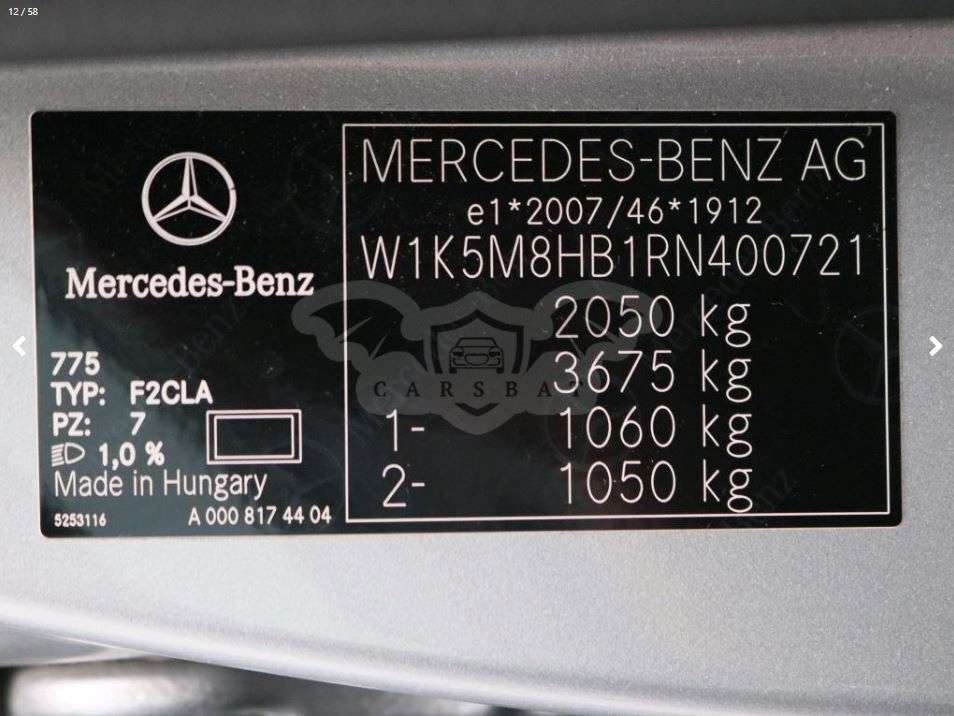 12 / 58
Mercedes-Benz
775
TYP: F2CLA
PZ: 7
1,0 %
Made in Hungary
5253116 A 000 817 44 04
MERCEDES-BENZ AG
e1*2007/46*1912
W1K5M8HB1RN400721
2050 kg
3675 kg
1- 1060 kg
2- 1050 kg
CARSBAT